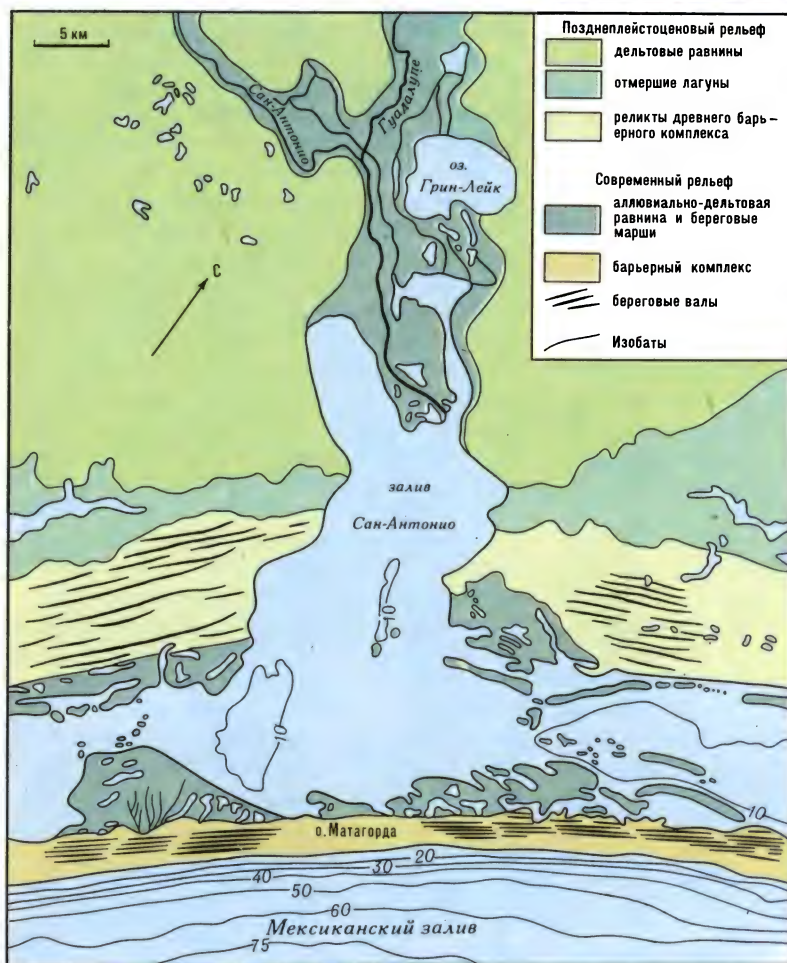 5 км
Сан-Антонио
Гуадалупе
оз.
Грин-Лейк
С
залив
Сан-Антонио
10
10
10
о. Матагорда
20
30
40
50
60
75
Мексиканский залив
Позднеплейстоценовый рельеф
дельтовые равнины
отмершие лагуны
реликты древнего барь-
ерного комплекса
Современный рельеф
аллювиально-дельтовая
равнина и береговые
марши
барьерный комплекс
береговые валы
Изобаты